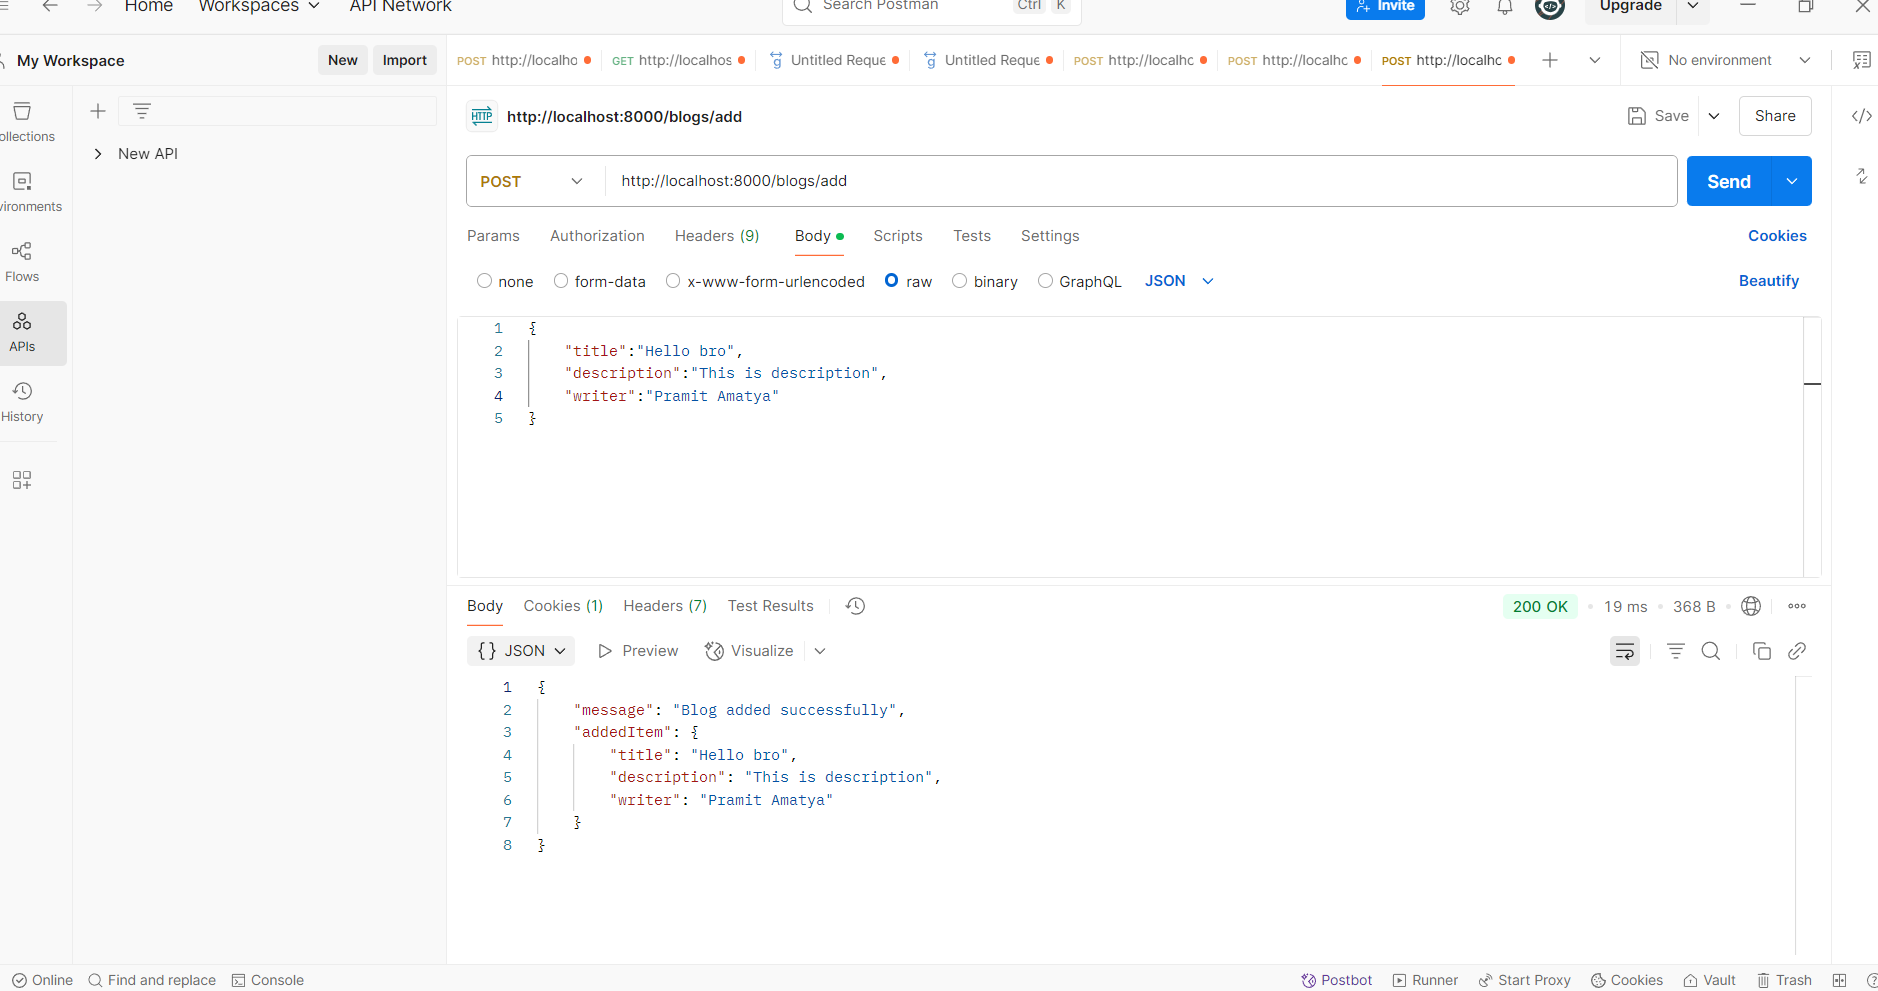 Home Workspaces API Network Search Postman Ctrl K Invite Upgrade
My Workspace New Import
POST http://localho GET http://localhos Untitled Reque Untitled Reque POST http://localhc POST http://localhc POST http://localhc No environment
ollections
vironments
Flows
APIs
History
New API
HTTP http://localhost:8000/blogs/add Save Share
POST http://localhost:8000/blogs/add Send
Params Authorization Headers (9) Body Scripts Tests Settings Cookies
none form-data x-www-form-urlencoded raw binary GraphQL JSON Beautify
1 {
2 "title":"Hello bro",
3 "description":"This is description",
4 "writer":"Pramit Amatya"
5 }
Body Cookies (1) Headers (7) Test Results 200 OK 19 ms 368 B
{} JSON Preview Visualize
1 {
2 "message": "Blog added successfully",
3 "addedItem": {
4 "title": "Hello bro",
5 "description": "This is description",
6 "writer": "Pramit Amatya"
7 }
8 }
Online Find and replace Console Postbot Runner Start Proxy Cookies Vault Trash